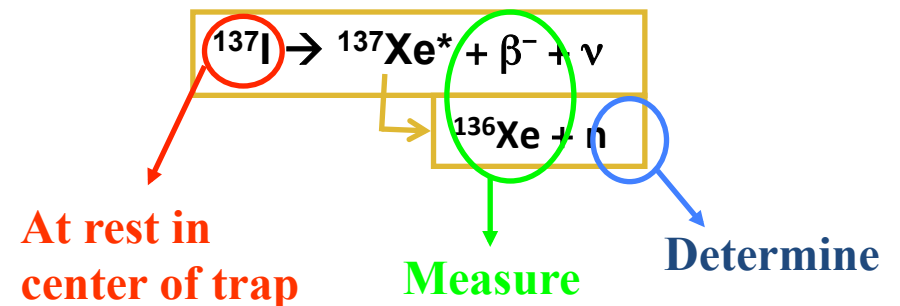 ¹³⁷I → ¹³⁷Xe* + β⁻ + ν
¹³⁶Xe + n
At rest in
center of trap
Measure
Determine